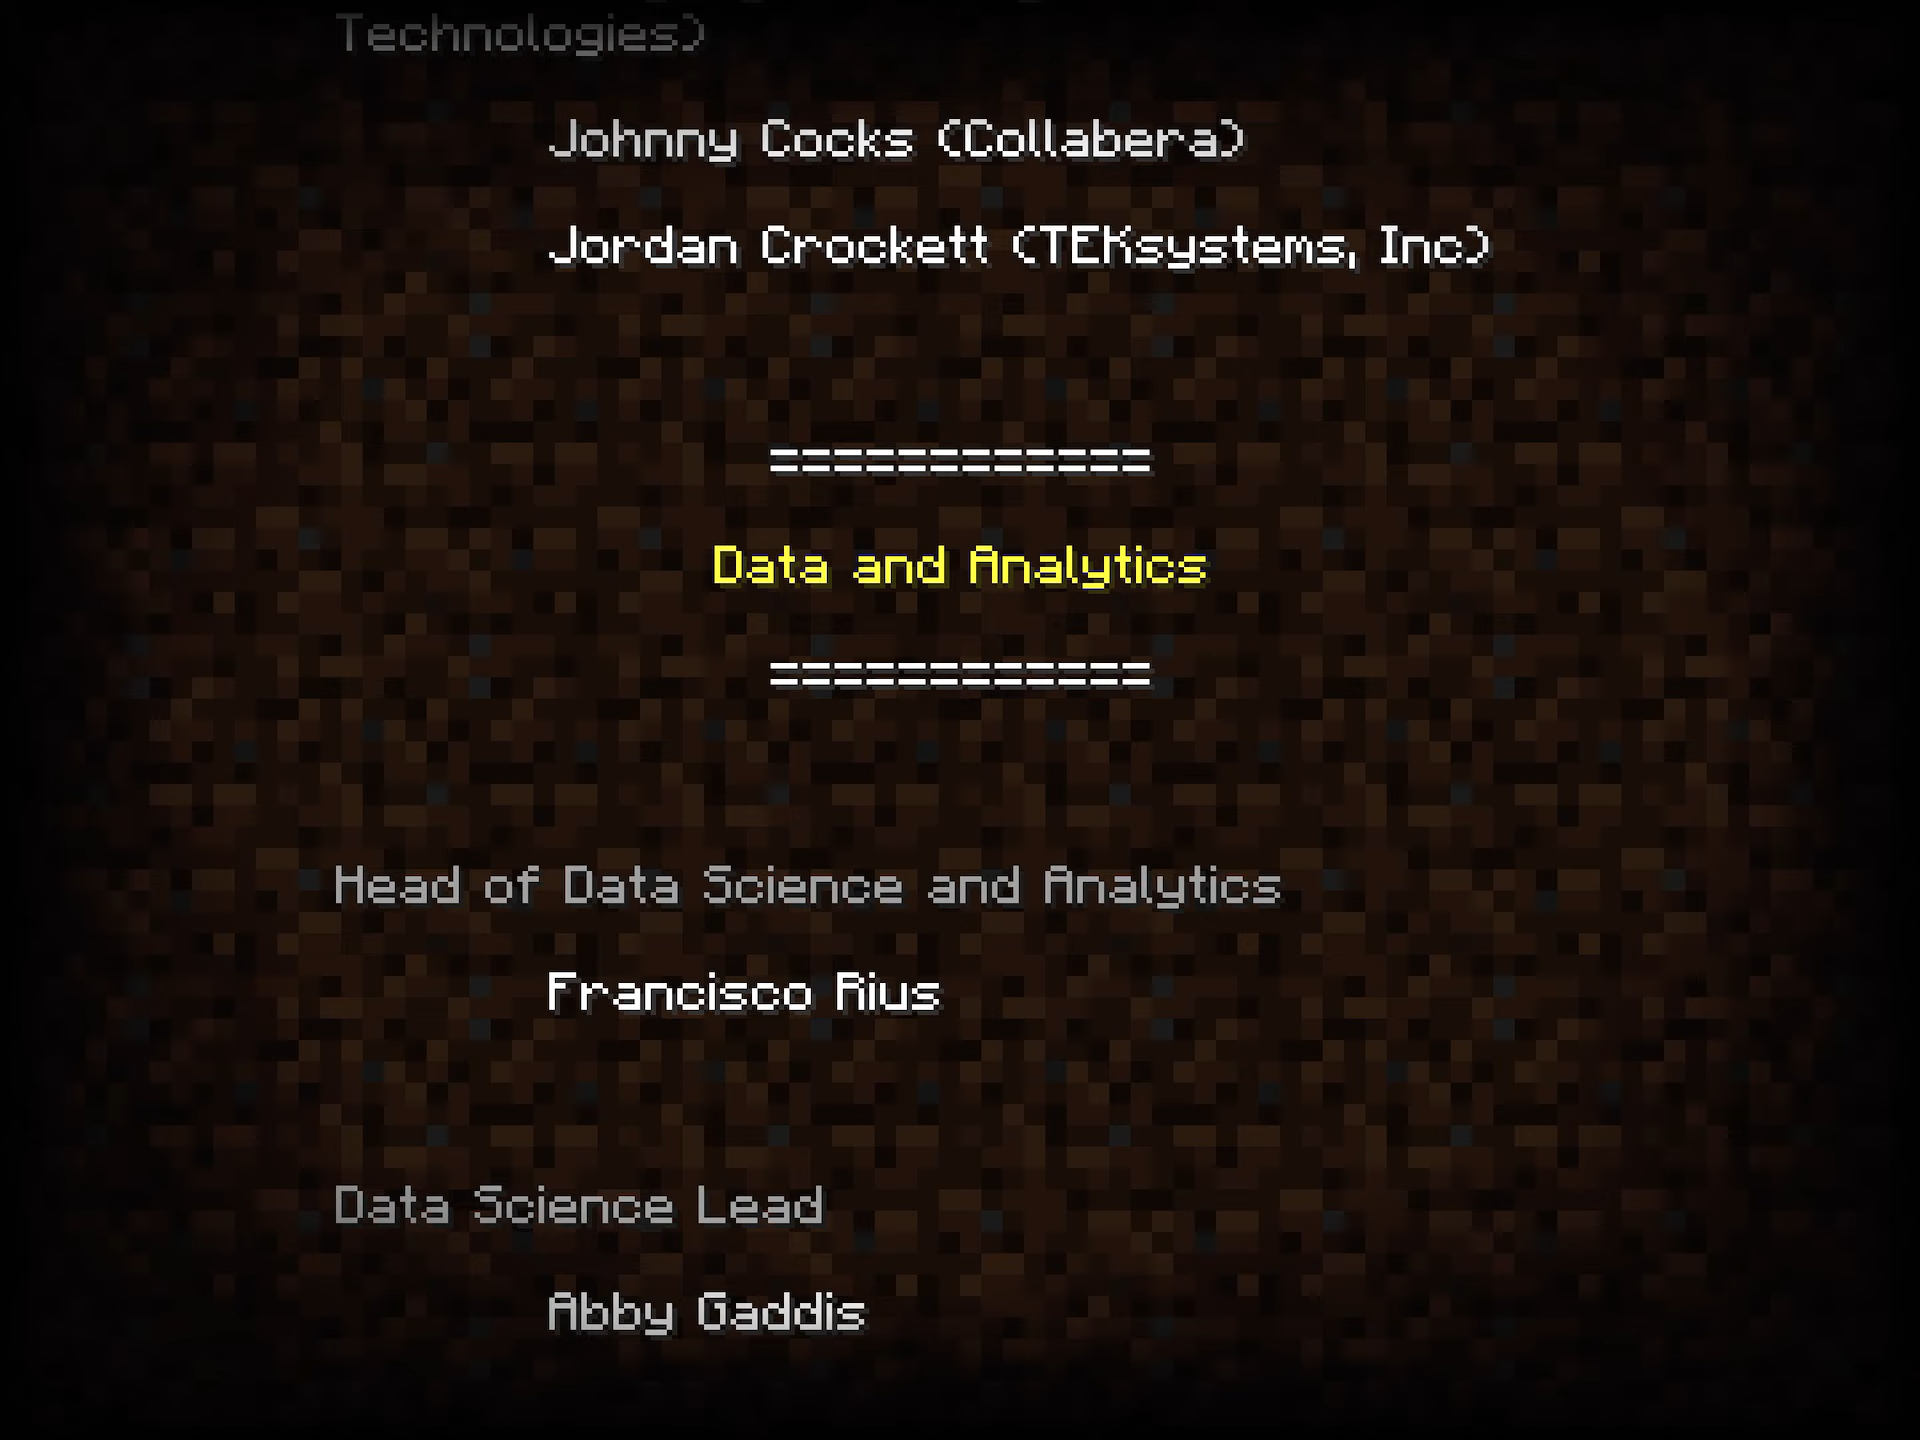 Technologies)
Johnny Cocks (Collabera)
Jordan Crockett (TEKsystems, Inc)
============
Data and Analytics
============
Head of Data Science and Analytics
Francisco Rius
Data Science Lead
Abby Gaddis